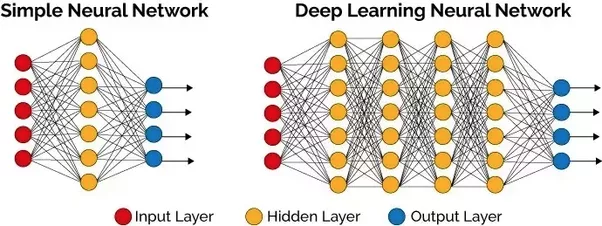 Simple Neural Network
Deep Learning Neural Network
Input Layer
Hidden Layer
Output Layer